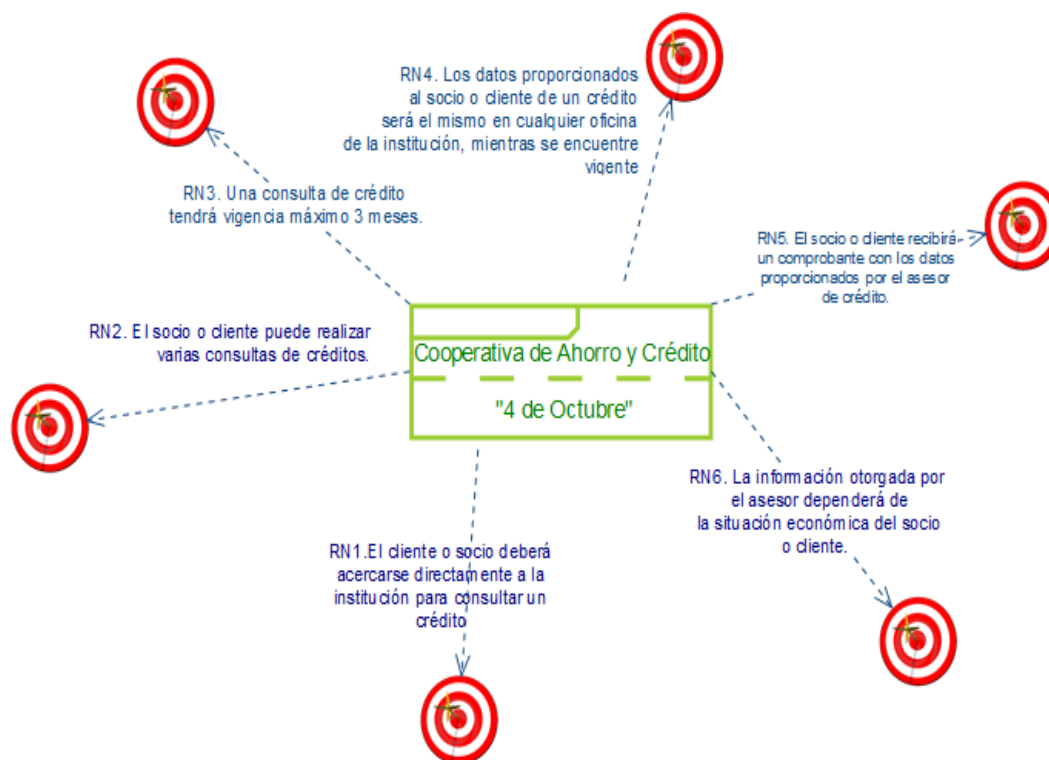 RN4. Los datos proporcionados
al socio o cliente de un crédito
será el mismo en cualquier oficina
de la institución, mientras se encuentre
vigente
RN3. Una consulta de crédito
tendrá vigencia máximo 3 meses.
RN5. El socio o cliente recibirá
un comprobante con los datos
proporcionados por el asesor
de crédito.
RN2. El socio o cliente puede realizar
varias consultas de créditos.
Cooperativa de Ahorro y Crédito
"4 de Octubre"
RN6. La información otorgada por
el asesor dependerá de
la situación económica del socio
o cliente.
RN1.El cliente o socio deberá
acercarse directamente a la
institución para consultar un
crédito